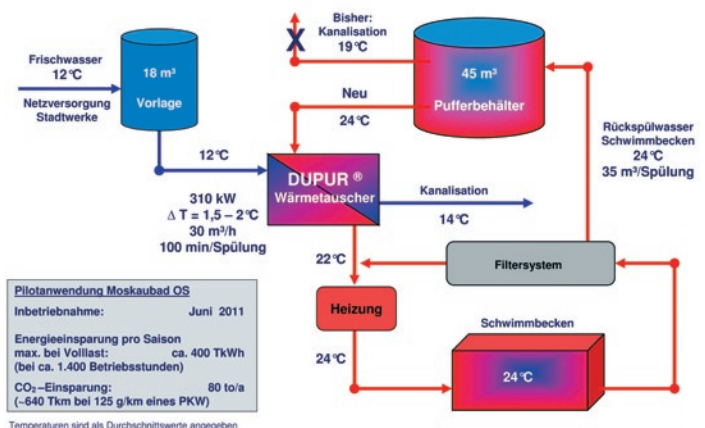 Frischwasser
12°C
Netzversorgung
Stadtwerke
18 m³
Vorlage
Bisher:
Kanalisation
19°C
X
45 m³
Pufferbehälter
Neu
24°C
12°C
DUPUR ®
Wärmetauscher
310 kW
Δ T = 1,5 – 2°C
30 m³/h
100 min/Spülung
Kanalisation
14°C
Rückspülwasser
Schwimmbecken
24°C
35 m³/Spülung
22°C
Filtersystem
Heizung
24°C
Schwimmbecken
24°C
Pilotanwendung Moskaubad OS
Inbetriebnahme: Juni 2011
Energieeinsparung pro Saison
max. bei Volllast: ca. 400 TkWh
(bei ca. 1.400 Betriebsstunden)
CO₂–Einsparung: 80 to/a
(~640 Tkm bei 125 g/km eines PKW)
Temperaturen sind als Durchschnittswerte angegeben